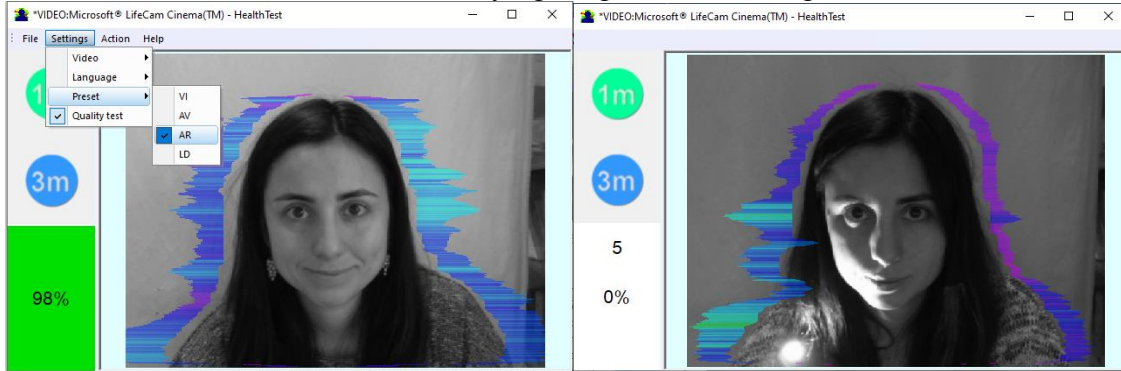 *VIDEO:Microsoft® LifeCam Cinema(TM) - HealthTest
File Settings Action Help
Video
Language
Preset
Quality test
VI
AV
AR
LD
1
3m
98%
*VIDEO:Microsoft® LifeCam Cinema(TM) - HealthTest
1m
3m
5
0%